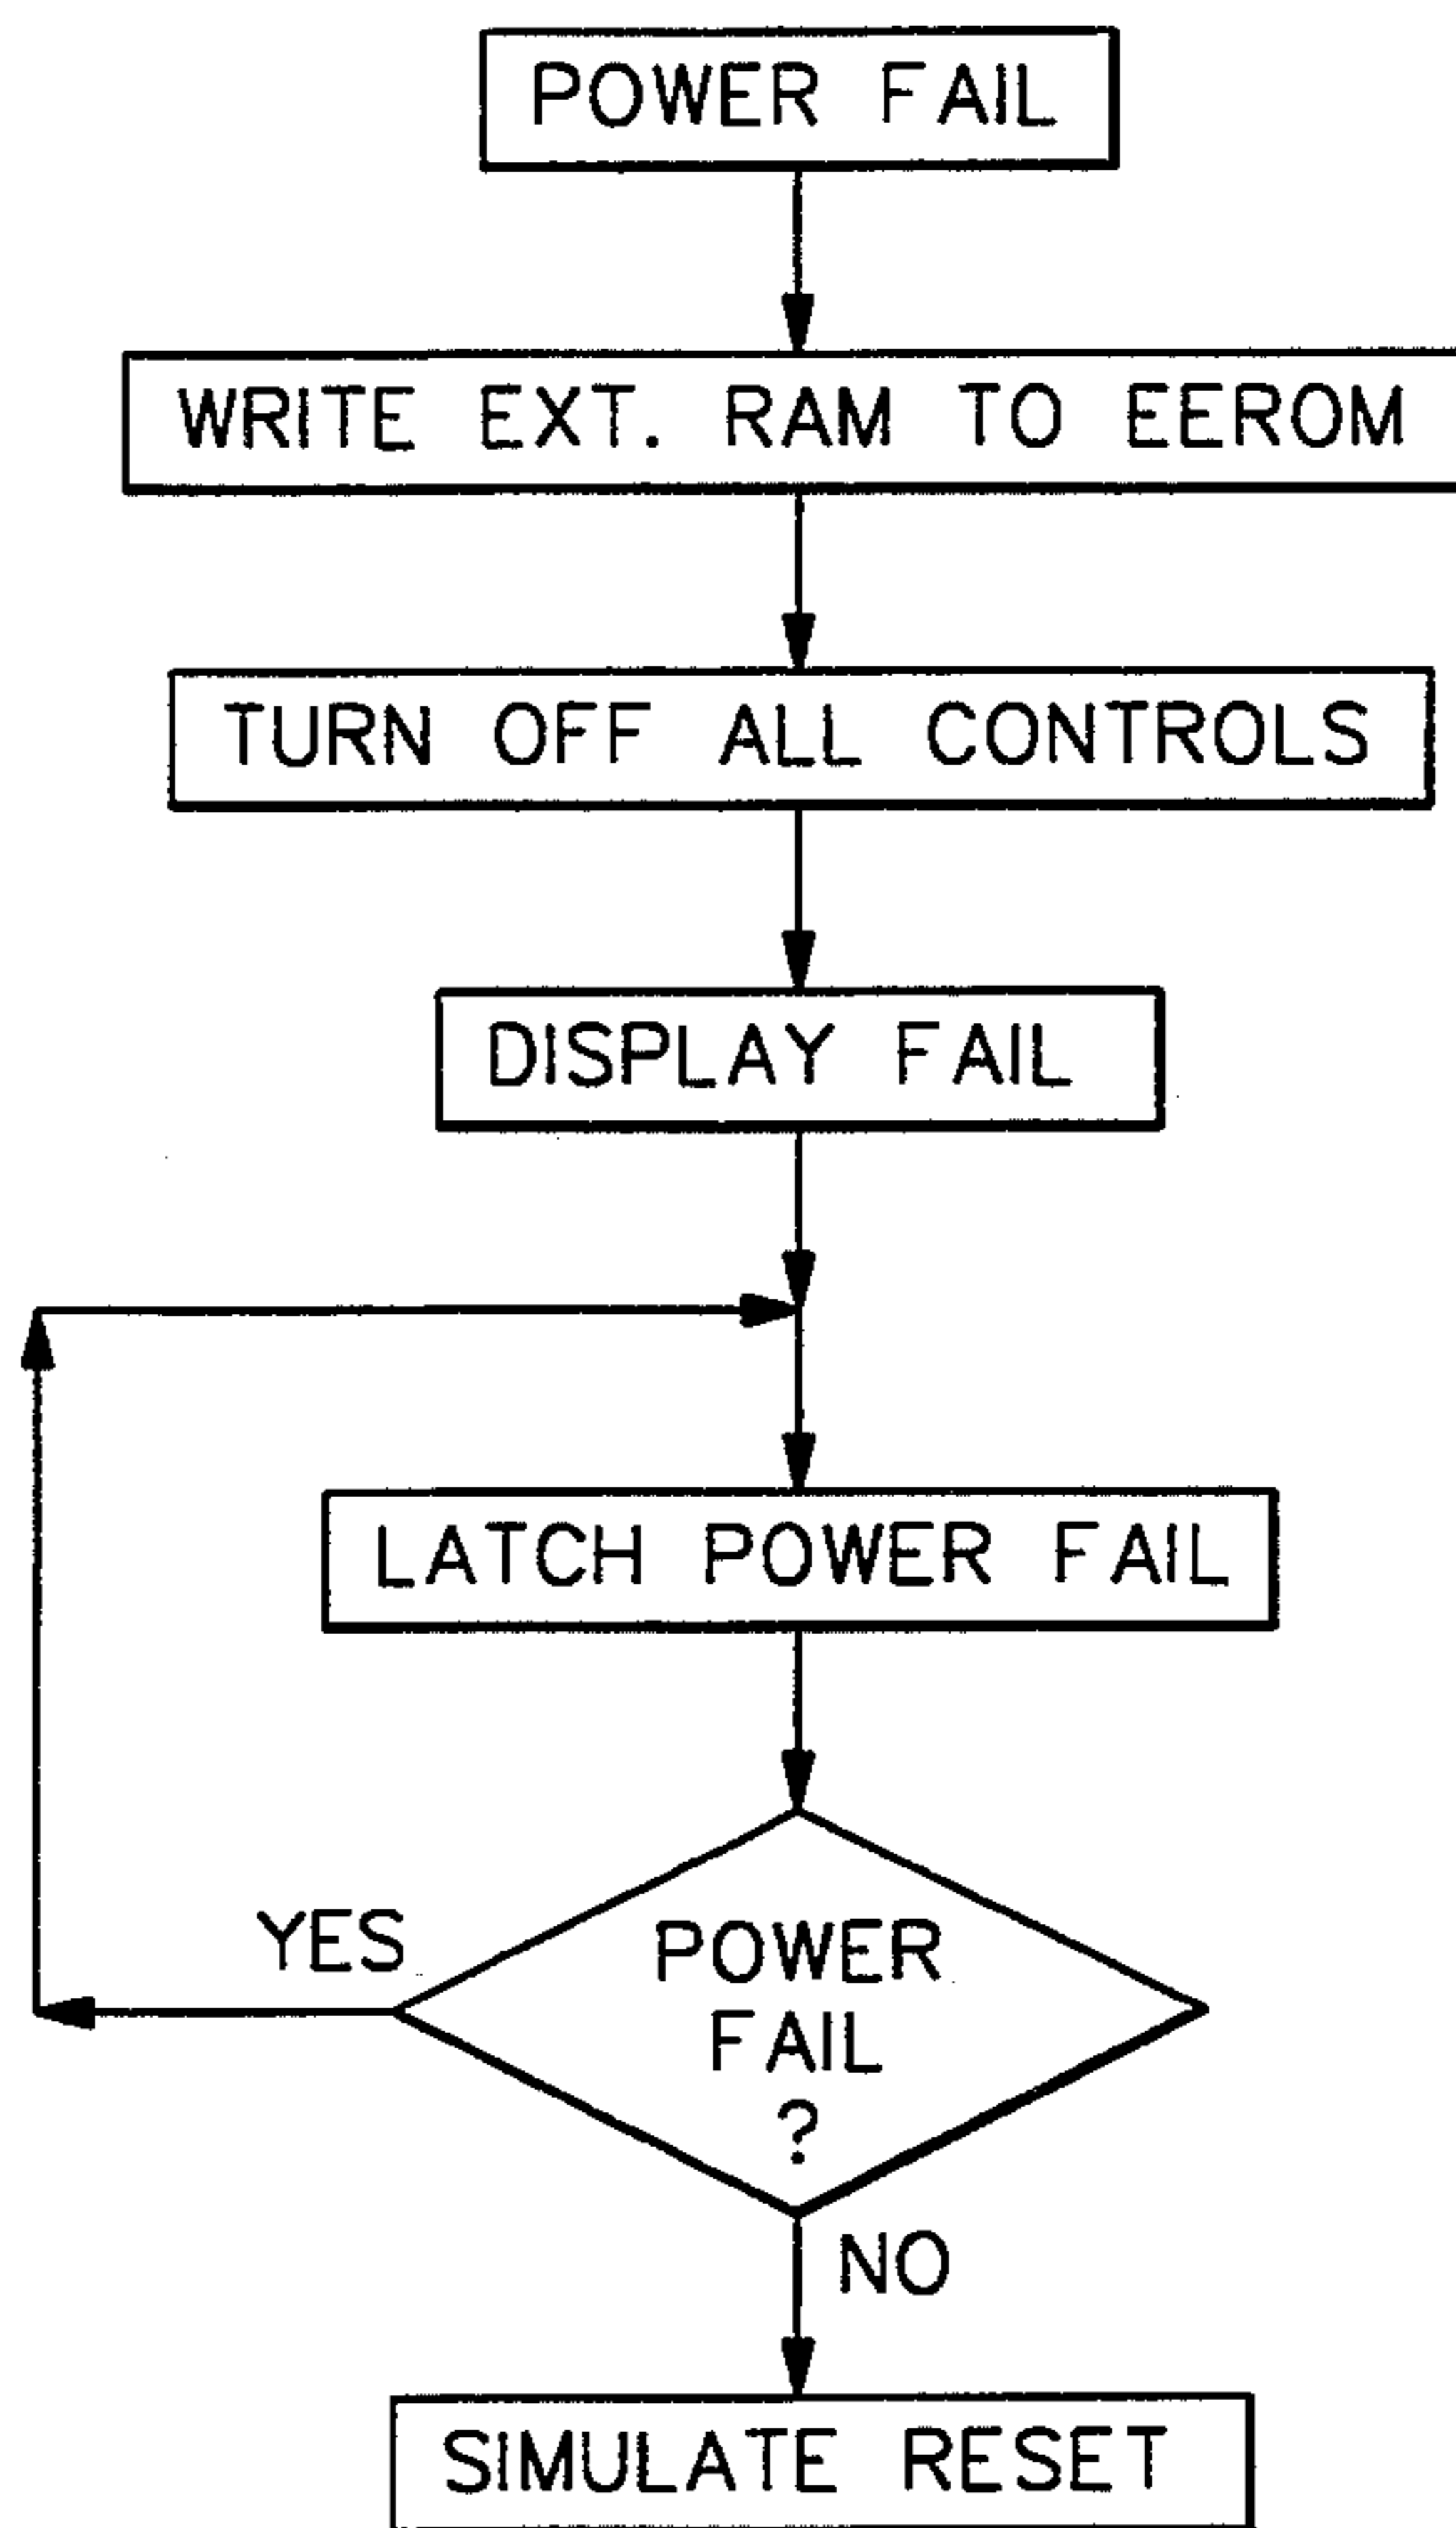 POWER FAIL
WRITE EXT. RAM TO EEROM
TURN OFF ALL CONTROLS
DISPLAY FAIL
LATCH POWER FAIL
YES
POWER
FAIL
?
NO
SIMULATE RESET